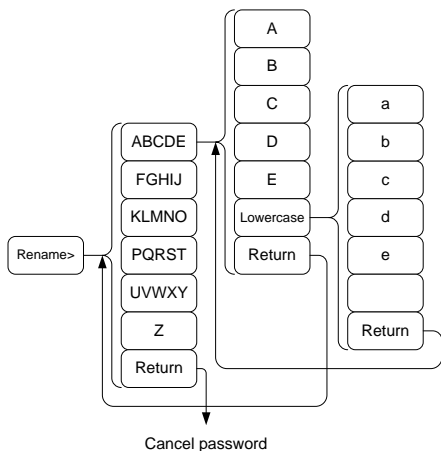 Rename>
ABCDE
FGHIJ
KLMNO
PQRST
UVWXY
Z
Return
A
B
C
D
E
Lowercase
Return
a
b
c
d
e
Return
Cancel password